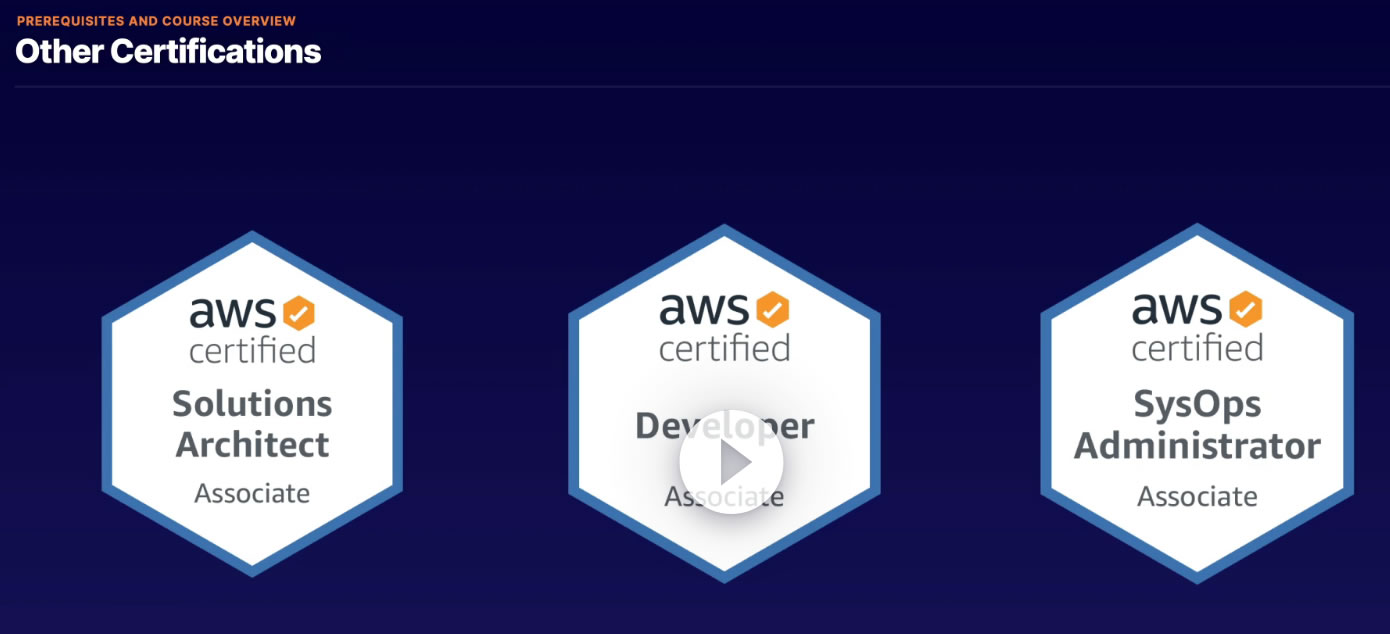 PREREQUISITES AND COURSE OVERVIEW
Other Certifications
aws
certified
Solutions
Architect
Associate
aws
certified
Developer
Associate
aws
certified
SysOps
Administrator
Associate